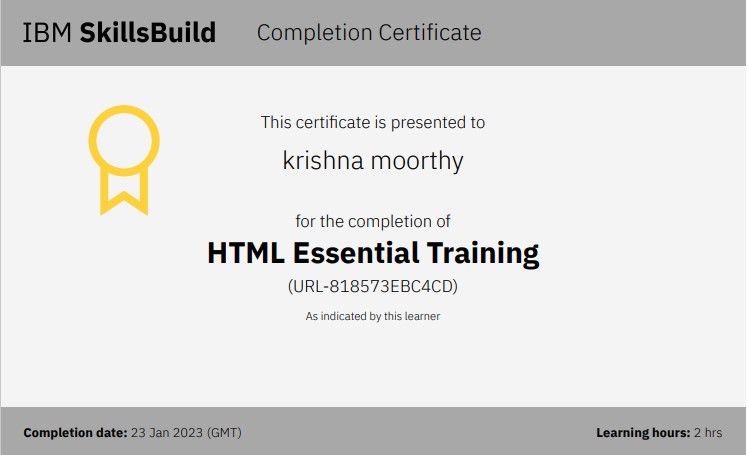 IBM SkillsBuild Completion Certificate
This certificate is presented to
krishna moorthy
for the completion of
HTML Essential Training
(URL-818573EBC4CD)
As indicated by this learner
Completion date: 23 Jan 2023 (GMT) Learning hours: 2 hrs